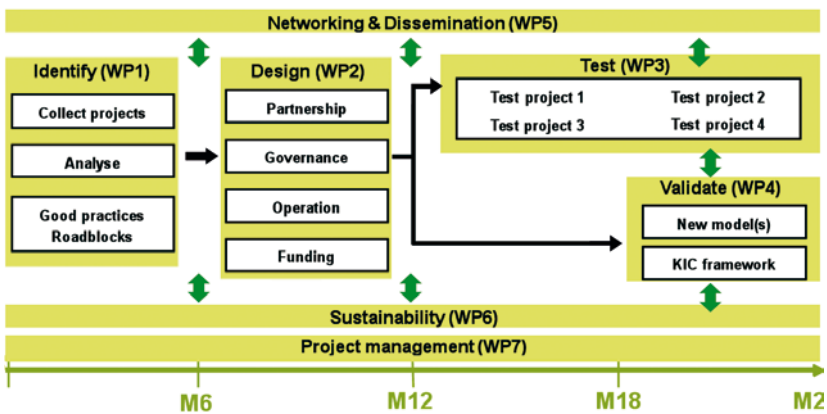 Networking & Dissemination (WP5)
Identify (WP1)
Collect projects
Analyse
Good practices
Roadblocks
Design (WP2)
Partnership
Governance
Operation
Funding
Test (WP3)
Test project 1
Test project 2
Test project 3
Test project 4
Validate (WP4)
New model(s)
KIC framework
Sustainability (WP6)
Project management (WP7)
M6
M12
M18
M2